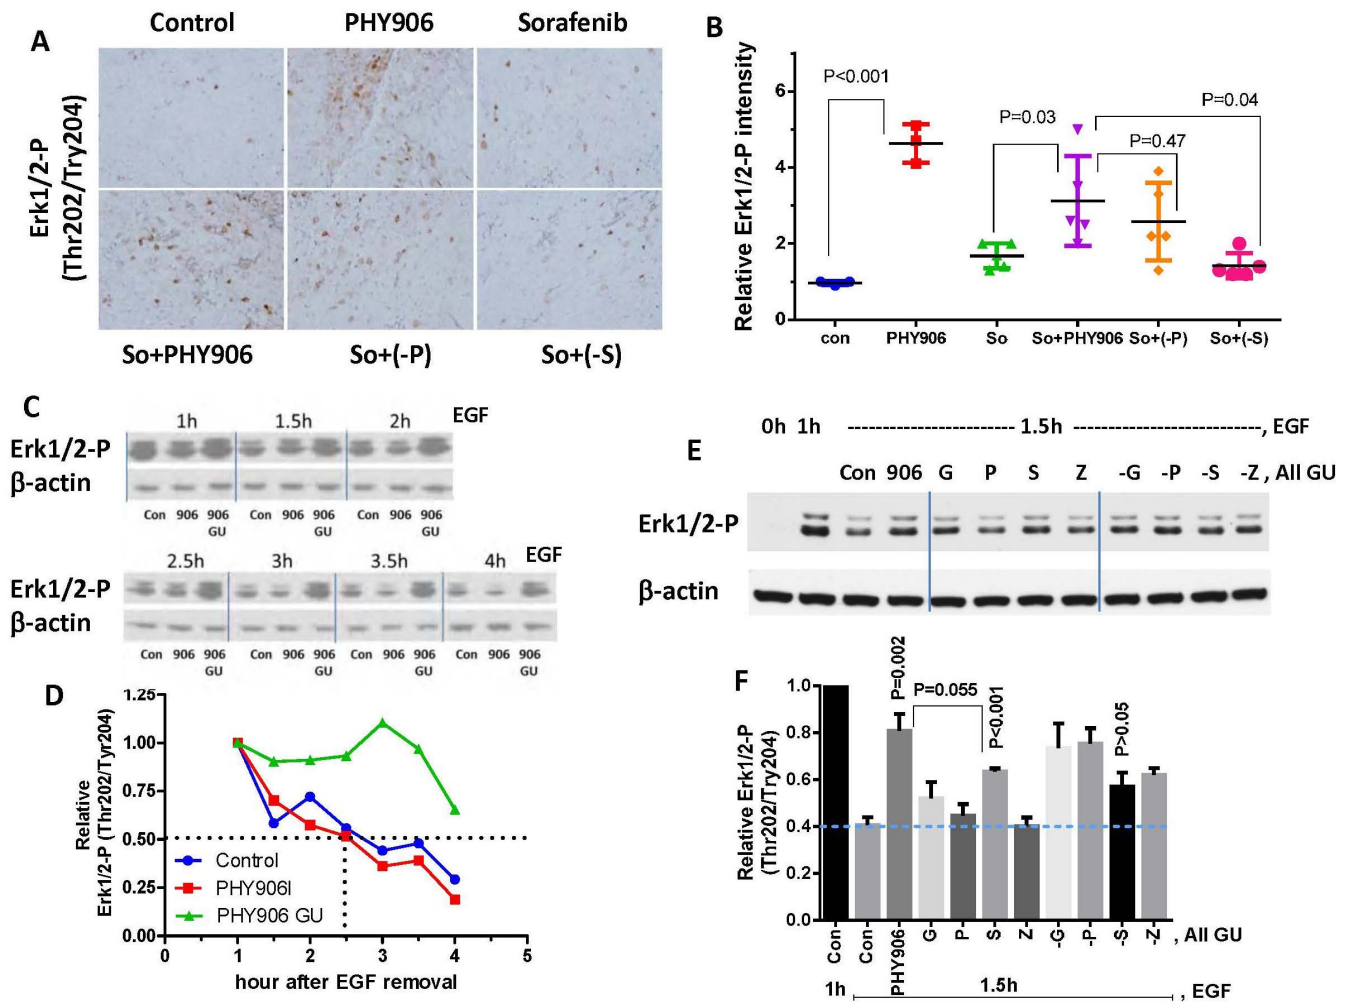 A
Control PHY906 Sorafenib
Erk1/2-P
(Thr202/Try204)
So+PHY906 So+(-P) So+(-S)
B
Relative Erk1/2-P intensity
6
4
2
0
P<0.001
P=0.03
P=0.47
P=0.04
con PHY906 So So+PHY906 So+(-P) So+(-S)
C
1h 1.5h 2h EGF
Erk1/2-P
β-actin
Con 906 906 GU Con 906 906 GU Con 906 906 GU
2.5h 3h 3.5h 4h EGF
Erk1/2-P
β-actin
Con 906 906 GU Con 906 906 GU Con 906 906 GU Con 906 906 GU
D
Relative
Erk1/2-P (Thr202/Tyr204)
1.25
1.00
0.75
0.50
0.25
0.00
Control
PHY906I
PHY906 GU
0 1 2 3 4 5
hour after EGF removal
E
0h 1h ------------------------ 1.5h ---------------------------, EGF
Con 906 G P S Z -G -P -S -Z , All GU
Erk1/2-P
β-actin
F
Relative Erk1/2-P
(Thr202/Try204)
1.0
0.8
0.6
0.4
0.2
0.0
P=0.002
P=0.055
P<0.001
P>0.05
Con Con PHY906 G- P S- Z- -G -P -S -Z- , All GU
1h 1.5h , EGF